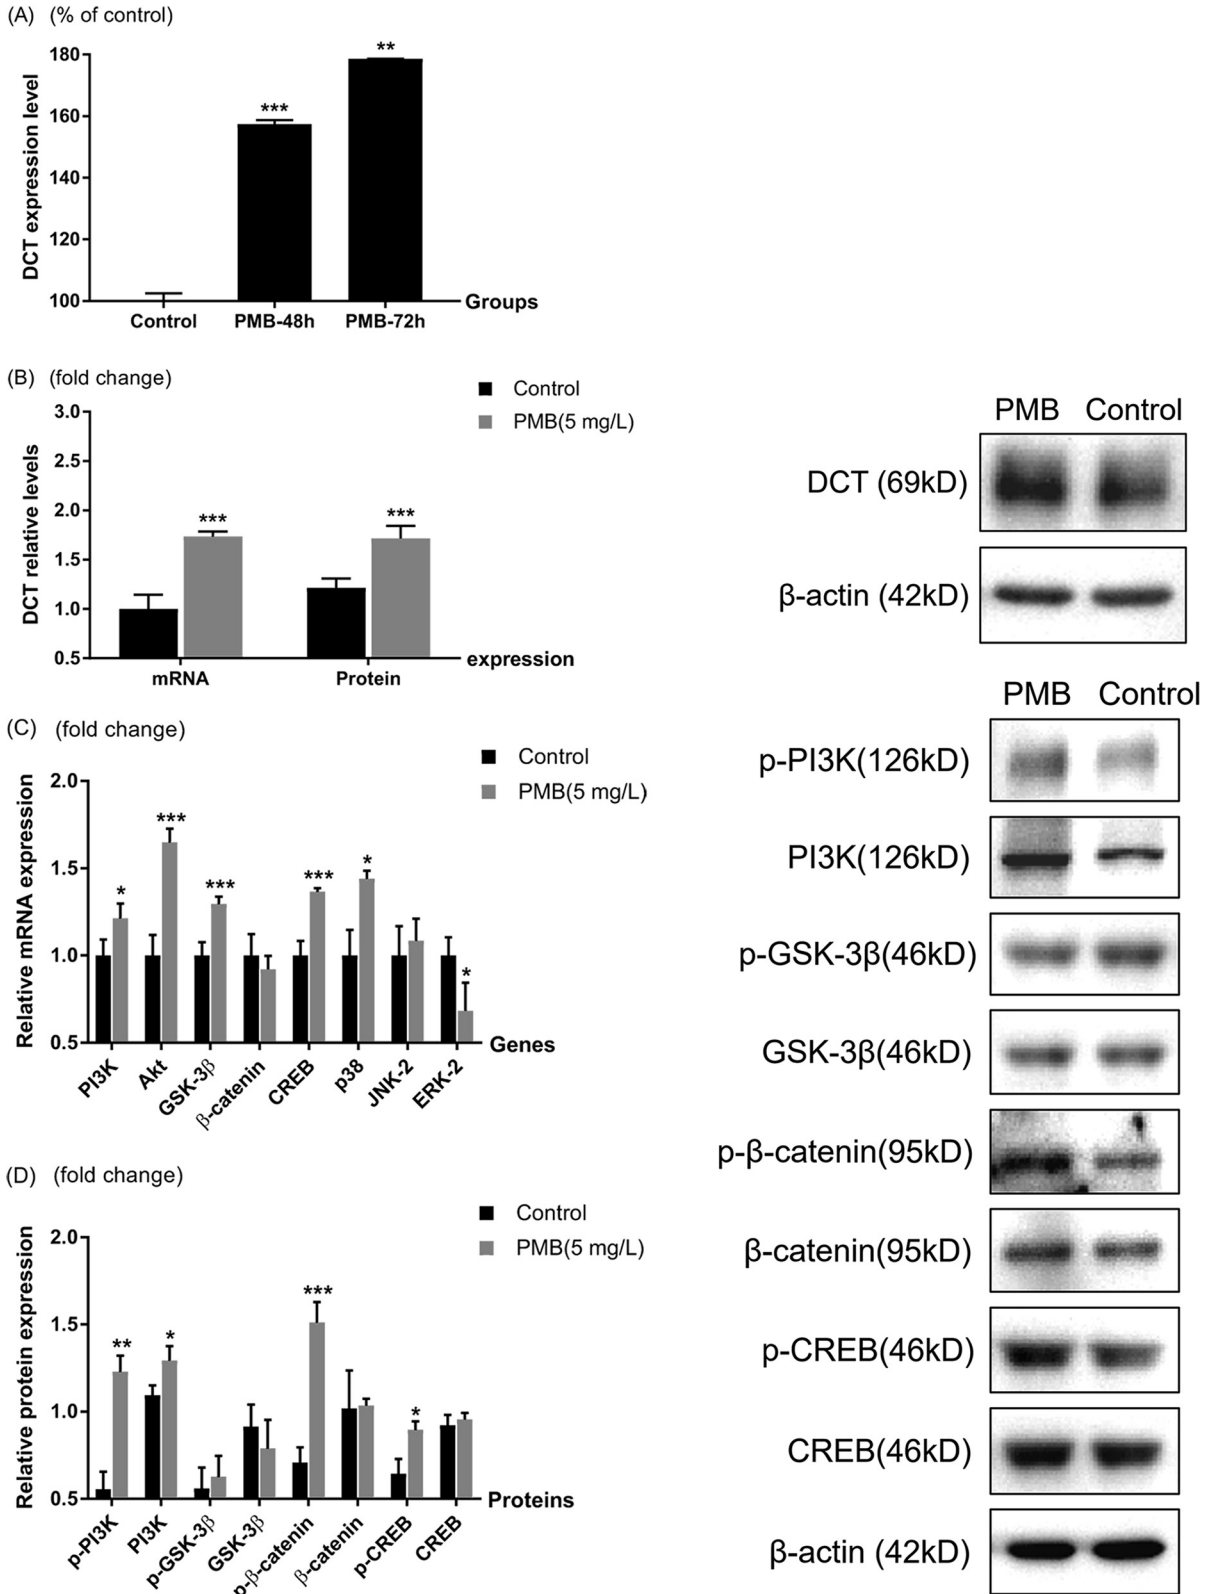 (A) (% of control)
DCT expression level
180
160
140
120
100
**
***
Control PMB-48h PMB-72h
Groups
(B) (fold change)
Control
PMB(5 mg/L)
DCT relative levels
3.0
2.5
2.0
1.5
1.0
0.5
*** ***
mRNA Protein
expression
PMB Control
DCT (69kD)
β-actin (42kD)
(C) (fold change)
Control
PMB(5 mg/L)
Relative mRNA expression
2.0
1.5
1.0
0.5
* *** *** *** * *
PI3K Akt GSK-3β β-catenin CREB p38 JNK-2 ERK-2
Genes
(D) (fold change)
Control
PMB(5 mg/L)
Relative protein expression
2.0
1.5
1.0
0.5
** * *** *
p-PI3K PI3K p-GSK-3β GSK-3β p-β-catenin β-catenin p-CREB CREB
Proteins
PMB Control
p-PI3K(126kD)
PI3K(126kD)
p-GSK-3β(46kD)
GSK-3β(46kD)
p-β-catenin(95kD)
β-catenin(95kD)
p-CREB(46kD)
CREB(46kD)
β-actin (42kD)